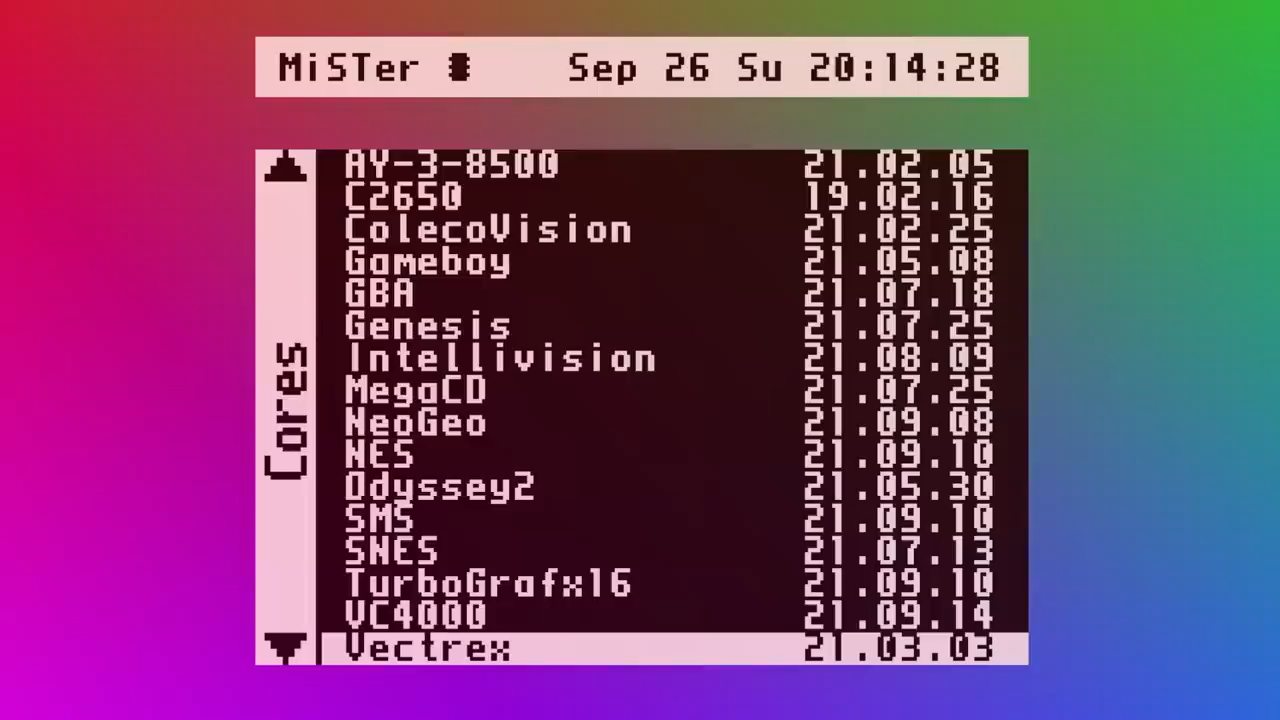 MiSTer Sep 26 Su 20:14:28
Cores
AY-3-8500 21.02.05
C2650 19.02.16
ColecoVision 21.02.25
Gameboy 21.05.08
GBA 21.07.18
Genesis 21.07.25
Intellivision 21.08.09
MegaCD 21.07.25
NeoGeo 21.09.08
NES 21.09.10
Odyssey2 21.05.30
SMS 21.09.10
SNES 21.07.13
TurboGrafx16 21.09.10
VC4000 21.09.14
Vectrex 21.03.03